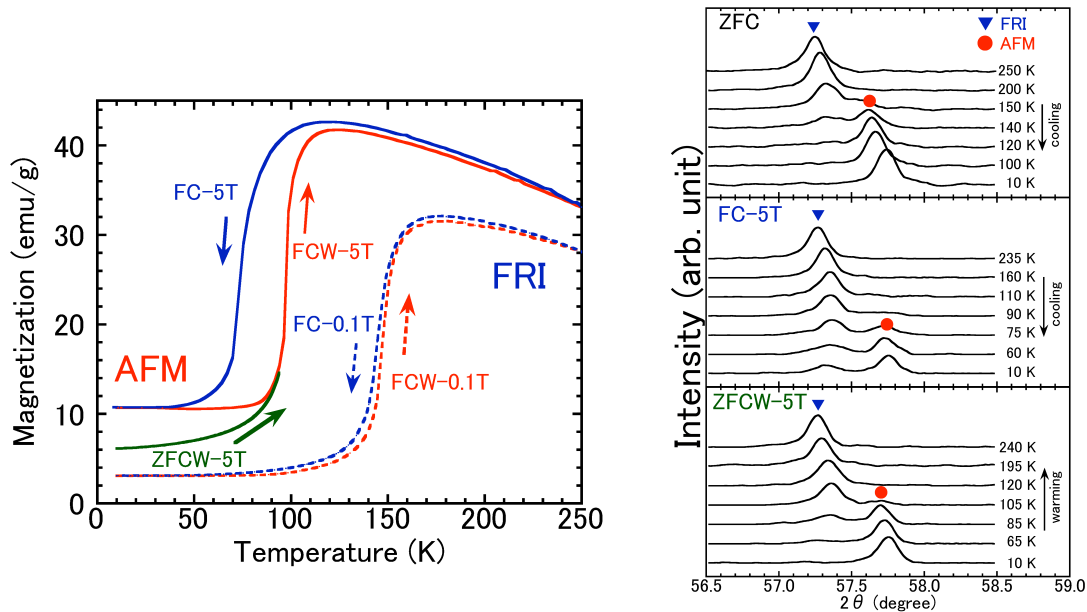 Magnetization (emu/g)
40
30
20
10
0
FC-5T
FCW-5T
FRI
FC-0.1T
AFM
FCW-0.1T
ZFCW-5T
0 50 100 150 200 250
Temperature (K)
Intensity (arb. unit)
ZFC
FRI
AFM
250 K
200 K
150 K
140 K
120 K
100 K
10 K
cooling
FC-5T
235 K
160 K
110 K
90 K
75 K
60 K
10 K
cooling
ZFCW-5T
240 K
195 K
120 K
105 K
85 K
65 K
10 K
warming
56.5 57.0 57.5 58.0 58.5 59.0
2θ (degree)